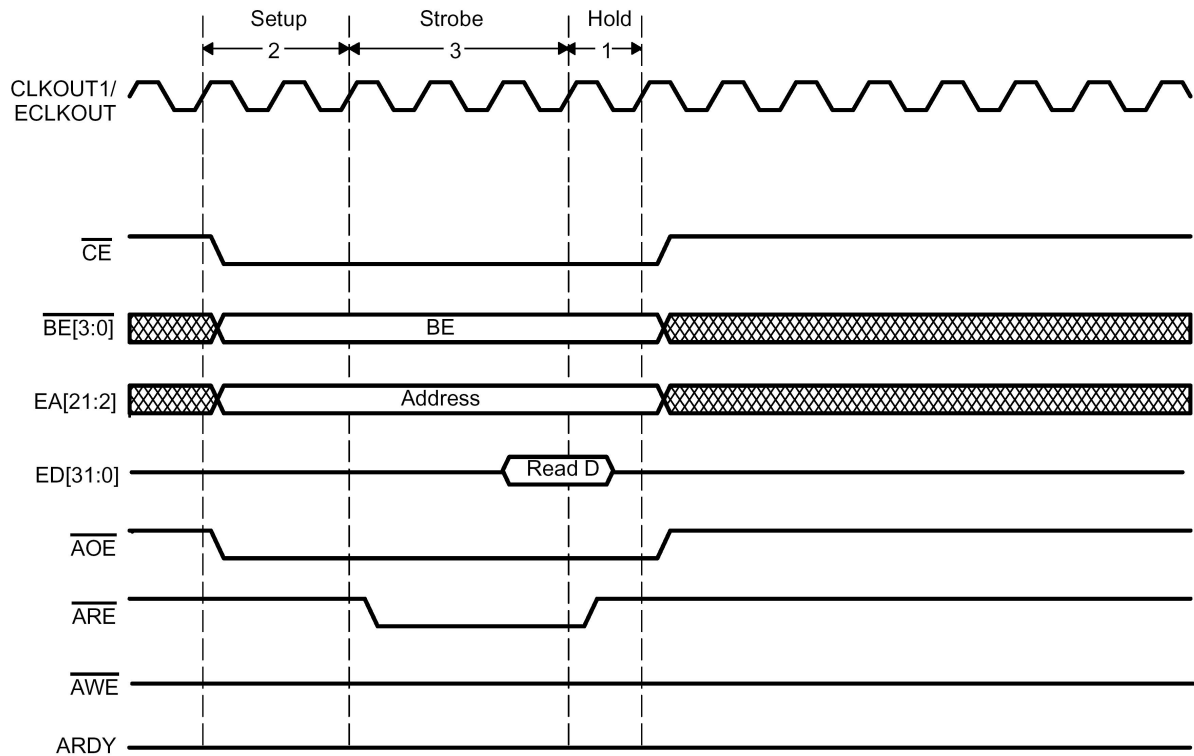 Setup Strobe Hold
2 3 1
CLKOUT1/
ECLKOUT
CE
BE[3:0] BE
EA[21:2] Address
ED[31:0] Read D
AOE
ARE
AWE
ARDY